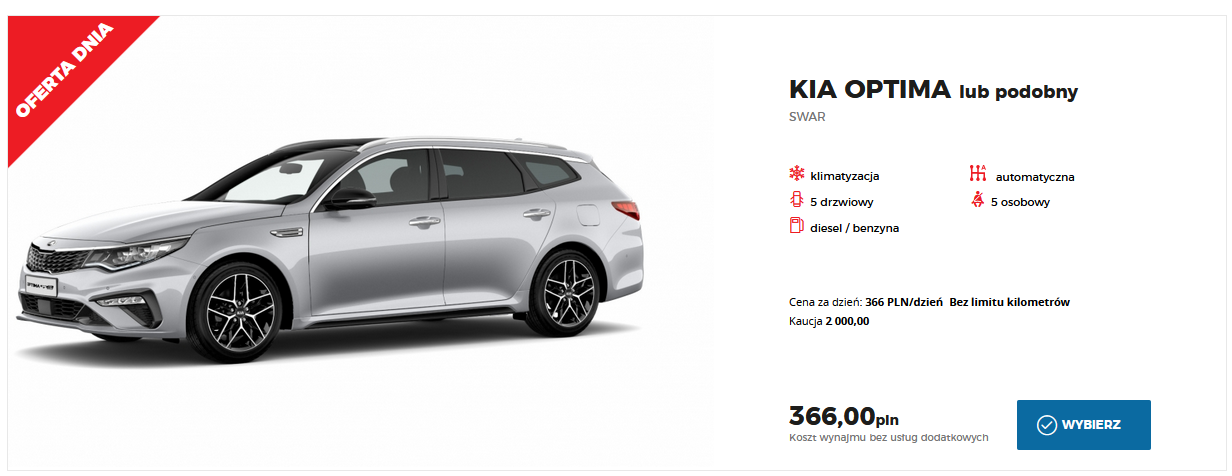 OFERTA DNIA
KIA OPTIMA lub podobny
SWAR
klimatyzacja
A
automatyczna
5 drzwiowy
5 osobowy
diesel / benzyna
Cena za dzień: 366 PLN/dzień Bez limitu kilometrów
Kaucja 2 000,00
366,00pln
Koszt wynajmu bez usług dodatkowych
WYBIERZ